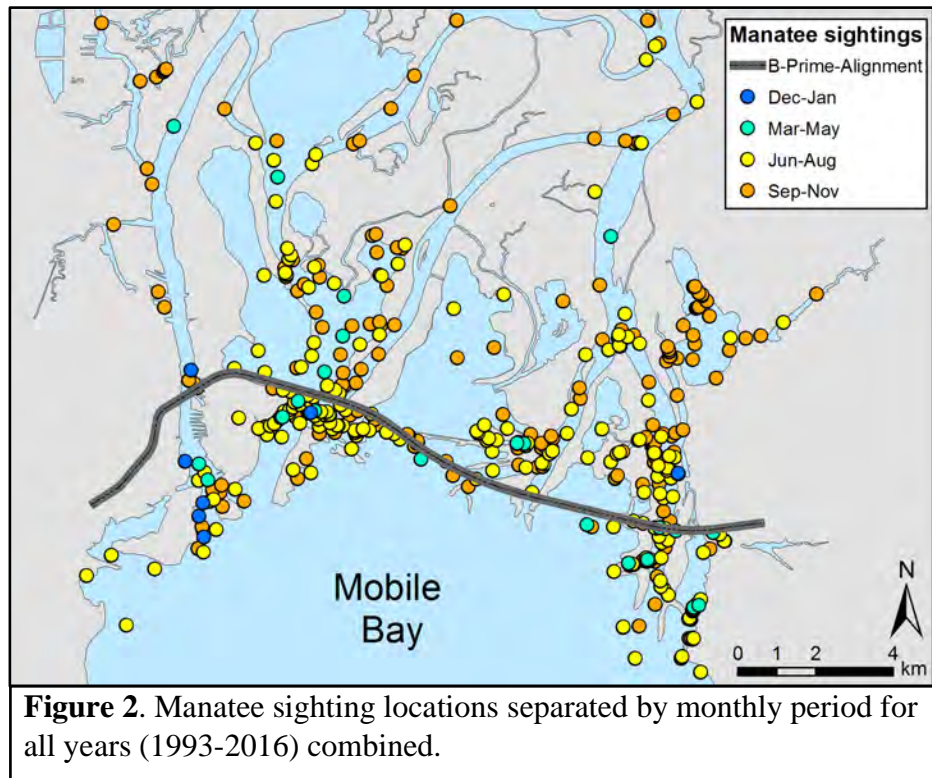 Manatee sightings
B-Prime-Alignment
Dec-Jan
Mar-May
Jun-Aug
Sep-Nov
Mobile
Bay
N
0 1 2 4
km
Figure 2. Manatee sighting locations separated by monthly period for
all years (1993-2016) combined.